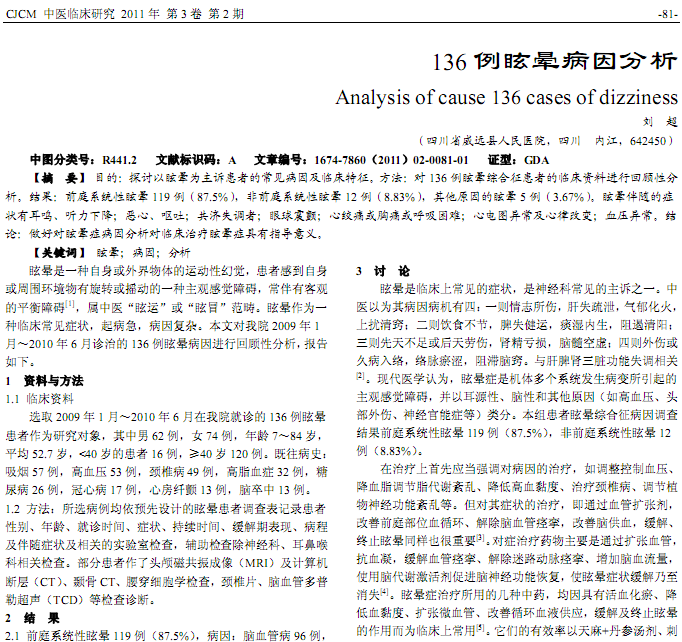 CJCM 中医临床研究 2011 年 第 3 卷 第 2 期 -81-
136 例眩晕病因分析
Analysis of cause 136 cases of dizziness
刘 超
（四川省威远县人民医院，四川 内江，642450）
中图分类号：R441.2 文献标识码：A 文章编号：1674-7860（2011）02-0081-01 证型：GDA
【摘 要】目的：探讨以眩晕为主诉患者的常见病因及临床特征。方法：对 136 例眩晕综合征患者的临床资料进行回顾性分
析。结果：前庭系统性眩晕 119 例（87.5%），非前庭系统性眩晕 12 例（8.83%），其他原因的眩晕 5 例（3.67%）。眩晕伴随的症
状有耳鸣、听力下降；恶心、呕吐；共济失调者；眼球震颤；心绞痛或胸痛或呼吸困难；心电图异常及心律改变；血压异常。结
论：做好对眩晕症病因分析对临床治疗眩晕症具有指导意义。
【关键词】 眩晕；病因；分析
眩晕是一种自身或外界物体的运动性幻觉，患者感到自身
或周围环境物有旋转或摇动的一种主观感觉障碍，常伴有客观
的平衡障碍[1]，属中医“眩运”或“眩冒”范畴。眩晕作为一
种临床常见症状，起病急，病因复杂。本文对我院 2009 年 1
月～2010 年 6 月诊治的 136 例眩晕病因进行回顾性分析，报告
如下。
1 资料与方法
1.1 临床资料
选取 2009 年 1 月～2010 年 6 月在我院就诊的 136 例眩晕
患者作为研究对象，其中男 62 例，女 74 例，年龄 7～84 岁，
平均 52.7 岁，<40 岁的患者 16 例，≥40 岁 120 例。既往病史：
吸烟 57 例，高血压 53 例，颈椎病 49 例，高脂血症 32 例，糖
尿病 26 例，冠心病 17 例，心房纤颤 13 例，脑卒中 13 例。
1.2 方法：所选病例均依预先设计的眩晕患者调查表记录患者
性别、年龄、就诊时间、症状、持续时间、缓解期表现、病程
及伴随症状及相关的实验室检查，辅助检查除神经科、耳鼻喉
科相关检查。部分患者作了头颅磁共振成像（MRI）及计算机
断层（CT）、颞骨 CT、腰穿细胞学检查，颈椎片、脑血管多普
勒超声（TCD）等检查诊断。
2 结 果
2.1 前庭系统性眩晕 119 例（87.5%），病因：脑血管病 96 例，
3 讨 论
眩晕是临床上常见的症状，是神经科常见的主诉之一。中
医以为其病因病机有四：一则情志所伤，肝失疏泄，气郁化火，
上扰清窍；二则饮食不节，脾失健运，痰湿内生，阻遏清阳；
三则先天不足或后天劳伤，肾精亏损，脑髓空虚；四则外伤或
久病入络，络脉瘀涩，阻滞脑窍。与肝脾肾三脏功能失调相关
[2]。现代医学认为，眩晕症是机体多个系统发生病变所引起的
主观感觉障碍，并以耳源性、脑性和其他原因（如高血压、头
部外伤、神经官能症等）类分。本组患者眩晕综合征病因调查
结果前庭系统性眩晕 119 例（87.5%），非前庭系统性眩晕 12
例（8.83%）。
在治疗上首先应当强调对病因的治疗，如调整控制血压、
降血脂调节脂代谢紊乱、降低高血黏度、治疗颈椎病、调节植
物神经功能紊乱等。但对其症状的治疗，即通过血管扩张剂，
改善前庭部位血循环、解除脑血管痉挛，改善脑供血，缓解、
终止眩晕同样也很重要[3]。对症治疗药物主要是通过扩张血管，
抗血凝，缓解血管痉挛、解除迷路动脉痉挛、增加脑血流量，
使用脑代谢激活剂促进脑神经功能恢复，使眩晕症状缓解乃至
消失[4]。眩晕症治疗所用的几种中药，均因具有活血化瘀、降
低血黏度、扩张微血管、改善循环血液供应，缓解及终止眩晕
的作用而为临床上常用[5]。它们的有效率以天麻+丹参汤剂、刺